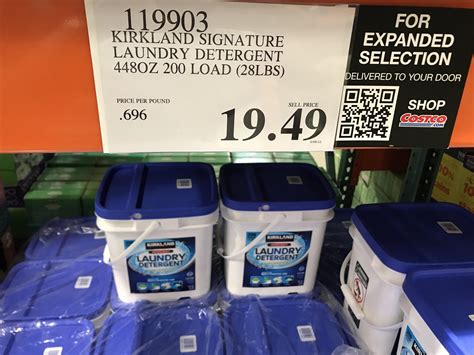 119903
KIRKLAND SIGNATURE
LAUNDRY DETERGENT
448OZ 200 LOAD (28LBS)
PRICE PER POUND
.696
SELL PRICE
19.49
FOR
EXPANDED
SELECTION
DELIVERED TO YOUR DOOR
SHOP
COSTCO
.COM
KIRKLAND
LAUNDRY
DETERGENT
KIRKLAND
LAUNDRY
DETERGENT